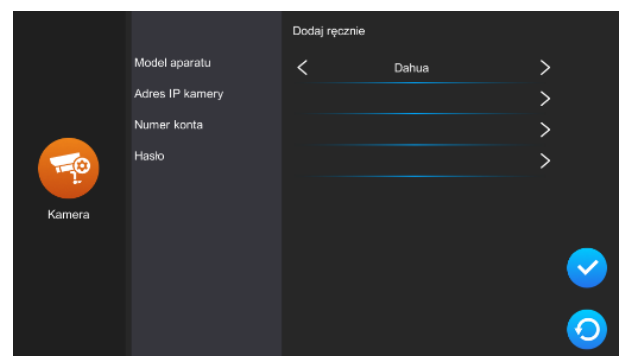 Dodaj ręcznie
Model aparatu
Dahua
Adres IP kamery
Numer konta
Hasło
Kamera